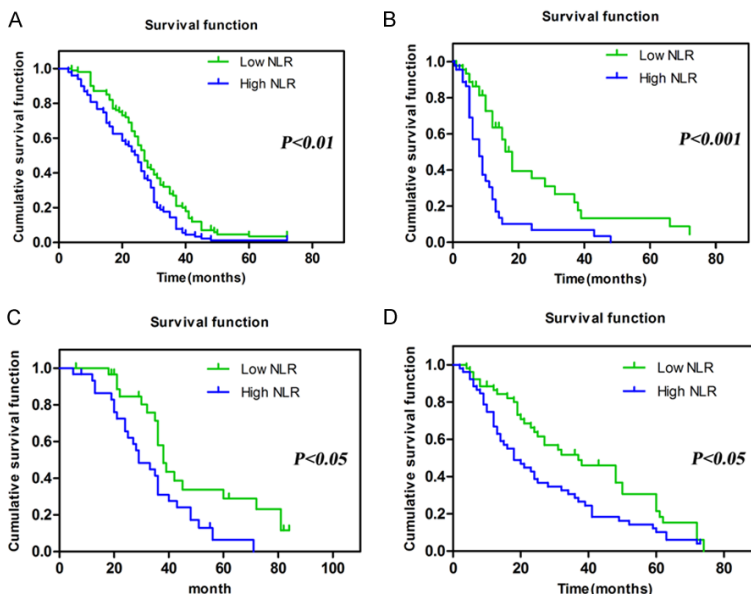 A
Survival function
Low NLR
High NLR
P<0.01
Cumulative survival function
1.0
0.8
0.6
0.4
0.2
0.0
0 20 40 60 80
Time(months)
B
Survival function
Low NLR
High NLR
P<0.001
Cumulative survival function
1.0
0.8
0.6
0.4
0.2
0.0
0 20 40 60 80
Time(months)
C
Survival function
Low NLR
High NLR
P<0.05
Cumulative survival function
1.0
0.8
0.6
0.4
0.2
0.0
0 20 40 60 80 100
month
D
Survival function
Low NLR
High NLR
P<0.05
Cumulative survival function
1.0
0.8
0.6
0.4
0.2
0.0
0 20 40 60 80
Time(months)